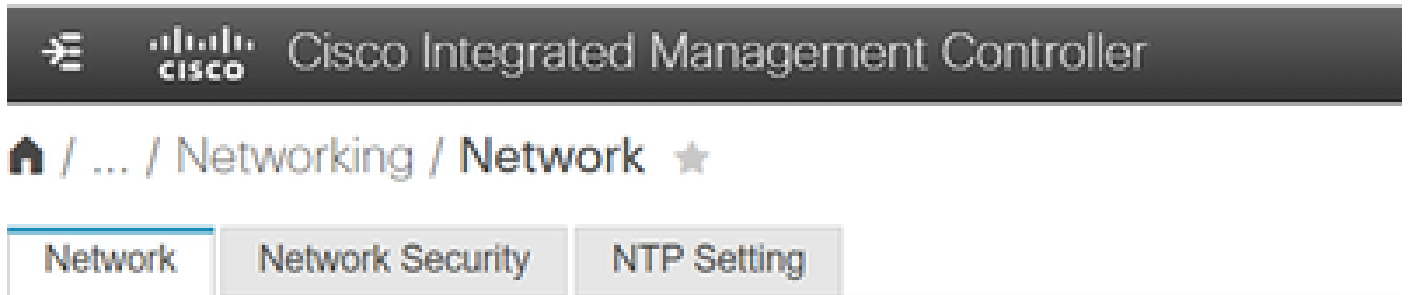 CISCO Cisco Integrated Management Controller
/ ... / Networking / Network
Network Network Security NTP Setting